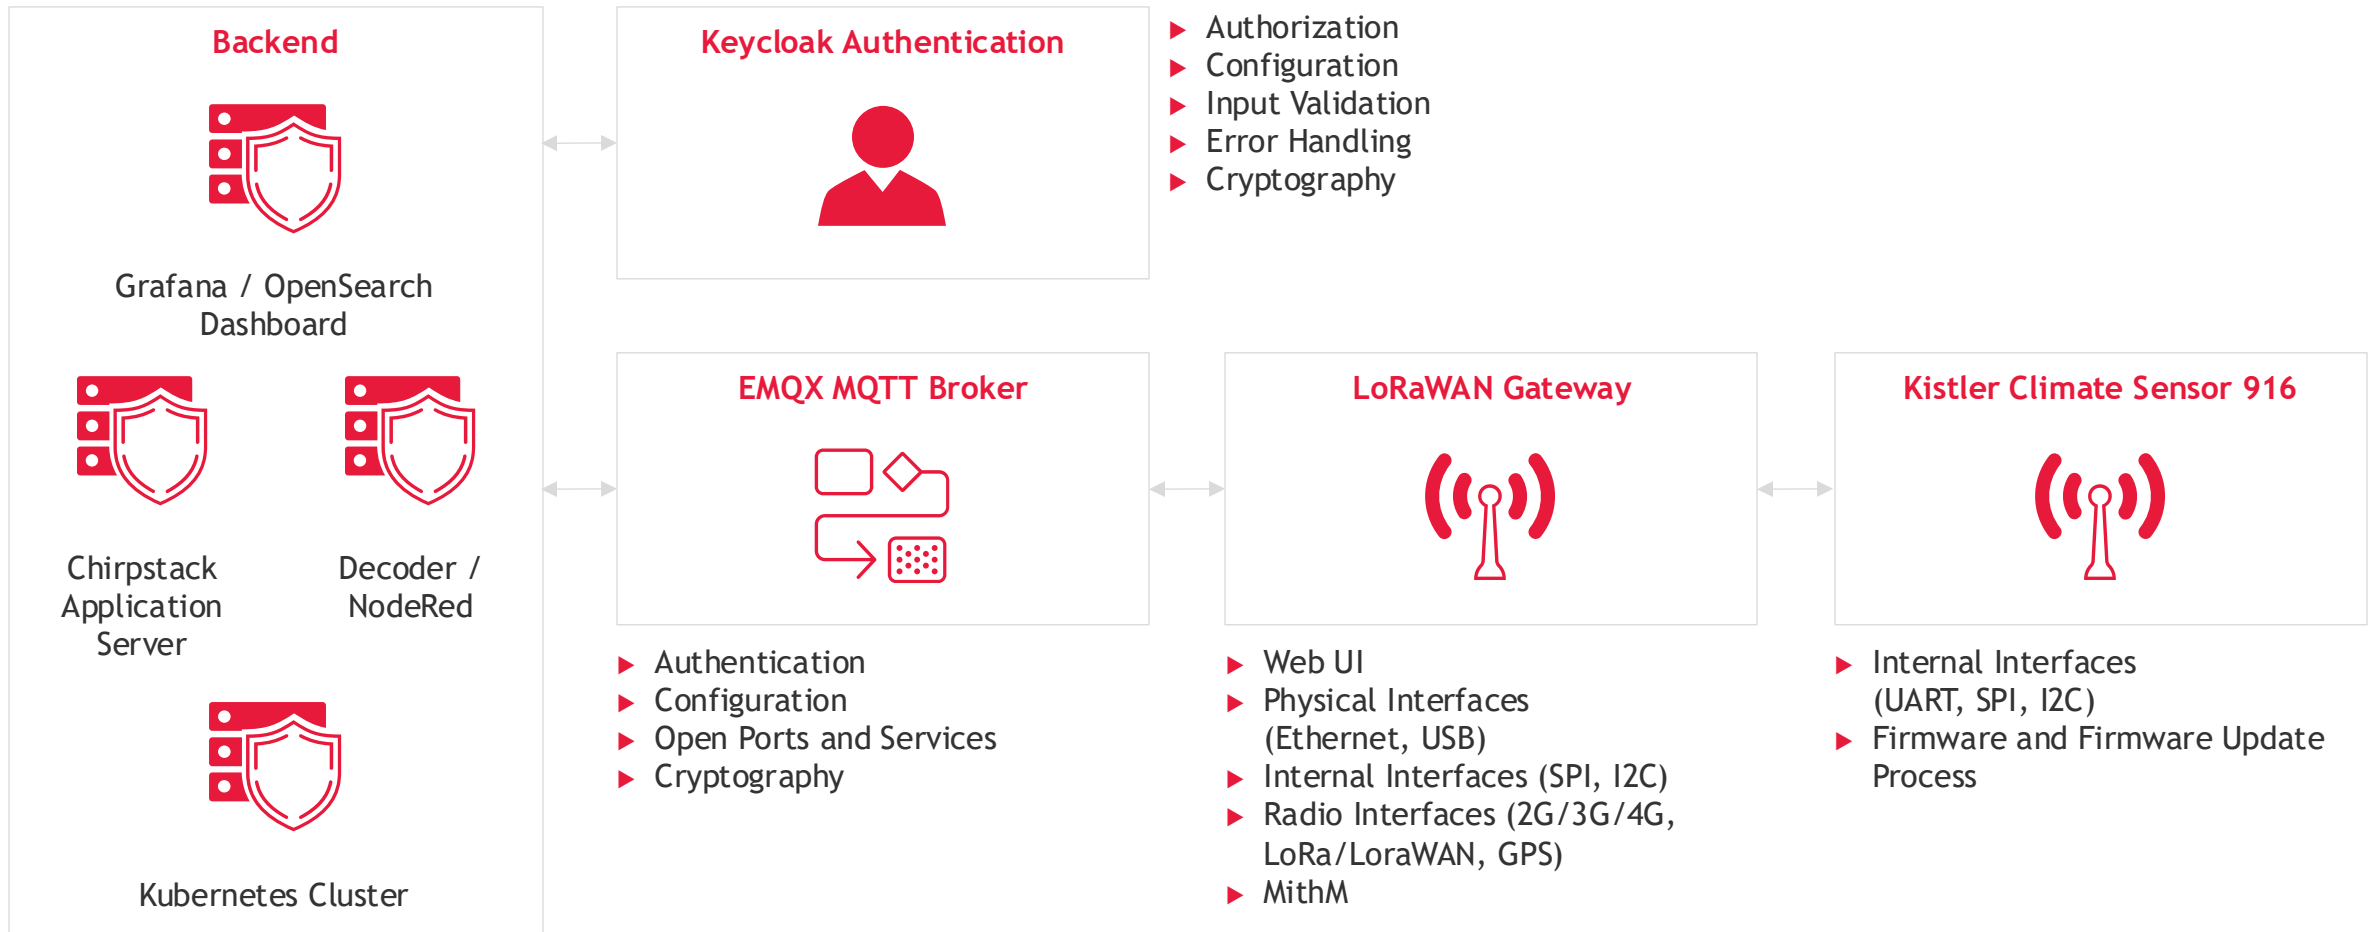 Backend
Grafana / OpenSearch
Dashboard
Chirpstack
Application
Server
Decoder /
NodeRed
Kubernetes Cluster
Keycloak Authentication
Authorization
Configuration
Input Validation
Error Handling
Cryptography
EMQX MQTT Broker
Authentication
Configuration
Open Ports and Services
Cryptography
LoRaWAN Gateway
Web UI
Physical Interfaces
(Ethernet, USB)
Internal Interfaces (SPI, I2C)
Radio Interfaces (2G/3G/4G,
LoRa/LoraWAN, GPS)
MithM
Kistler Climate Sensor 916
Internal Interfaces
(UART, SPI, I2C)
Firmware and Firmware Update
Process